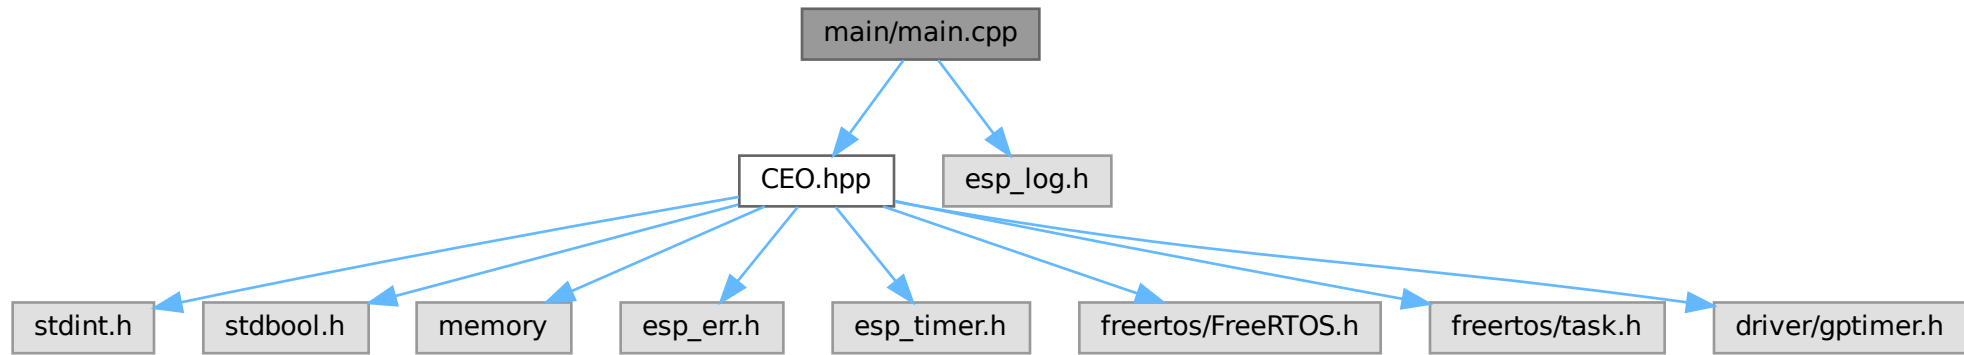 main/main.cpp
CEO.hpp
esp_log.h
stdint.h
stdbool.h
memory
esp_err.h
esp_timer.h
freertos/FreeRTOS.h
freertos/task.h
driver/gptimer.h